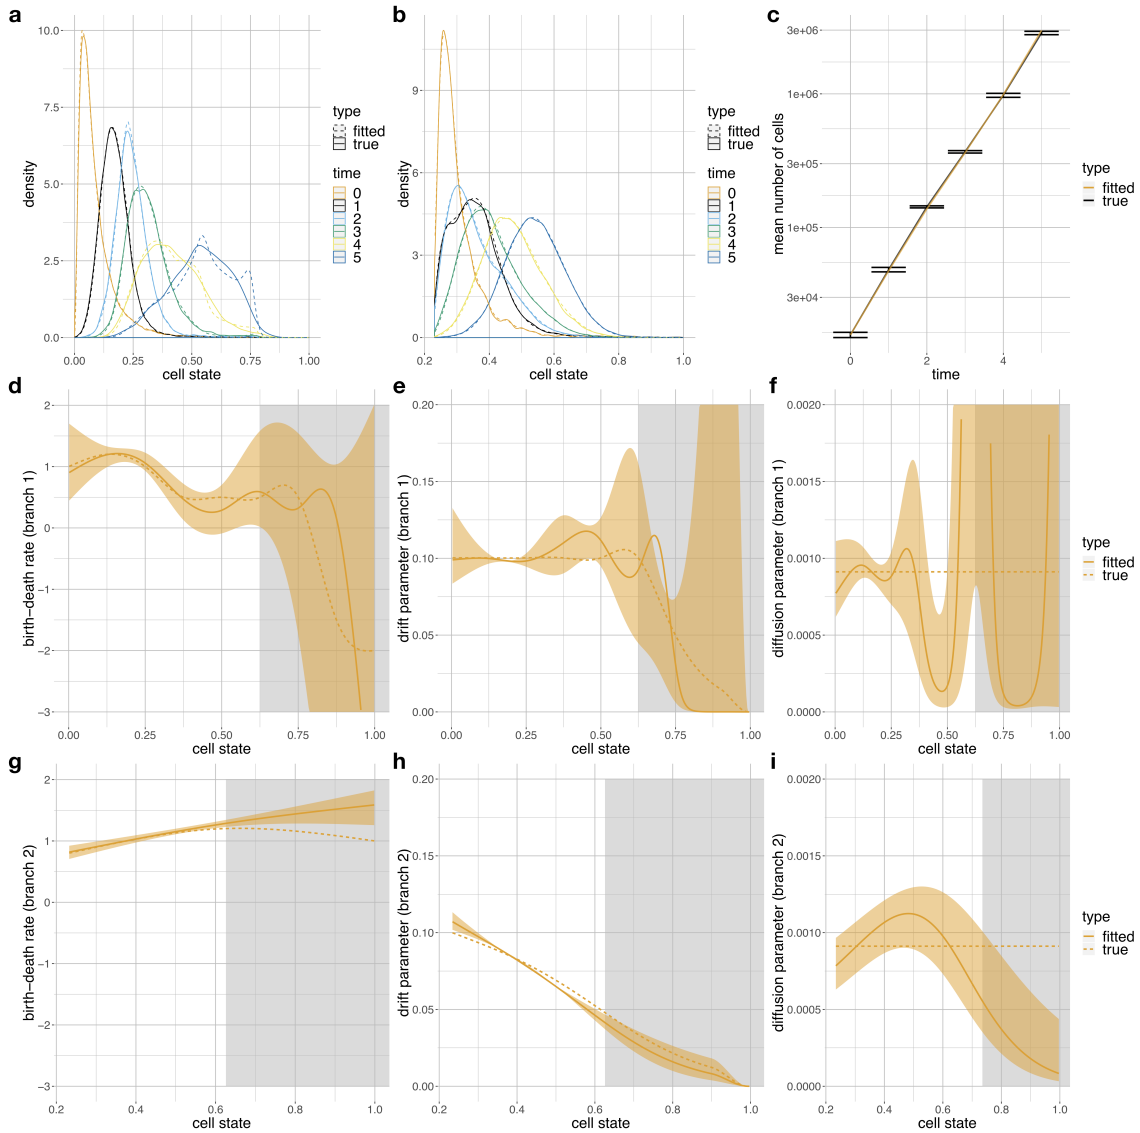 a
10.0
7.5
5.0
2.5
0.0
density
0.00
0.25
0.50
0.75
1.00
cell state
type
fitted
true
time
0
1
2
3
4
5
b
9
6
3
0
density
0.2
0.4
0.6
0.8
1.0
cell state
type
fitted
true
time
0
1
2
3
4
5
c
3e+06
1e+06
3e+05
1e+05
3e+04
mean number of cells
0
2
4
time
type
fitted
true
d
2
1
0
−1
−2
−3
birth−death rate (branch 1)
0.00
0.25
0.50
0.75
1.00
cell state
e
0.20
0.15
0.10
0.05
0.00
drift parameter (branch 1)
0.00
0.25
0.50
0.75
1.00
cell state
f
0.0020
0.0015
0.0010
0.0005
0.0000
diffusion parameter (branch 1)
0.00
0.25
0.50
0.75
1.00
cell state
type
fitted
true
g
2
1
0
−1
−2
−3
birth−death rate (branch 2)
0.2
0.4
0.6
0.8
1.0
cell state
h
0.20
0.15
0.10
0.05
0.00
drift parameter (branch 2)
0.2
0.4
0.6
0.8
1.0
cell state
i
0.0020
0.0015
0.0010
0.0005
0.0000
diffusion parameter (branch 2)
0.2
0.4
0.6
0.8
1.0
cell state
type
fitted
true